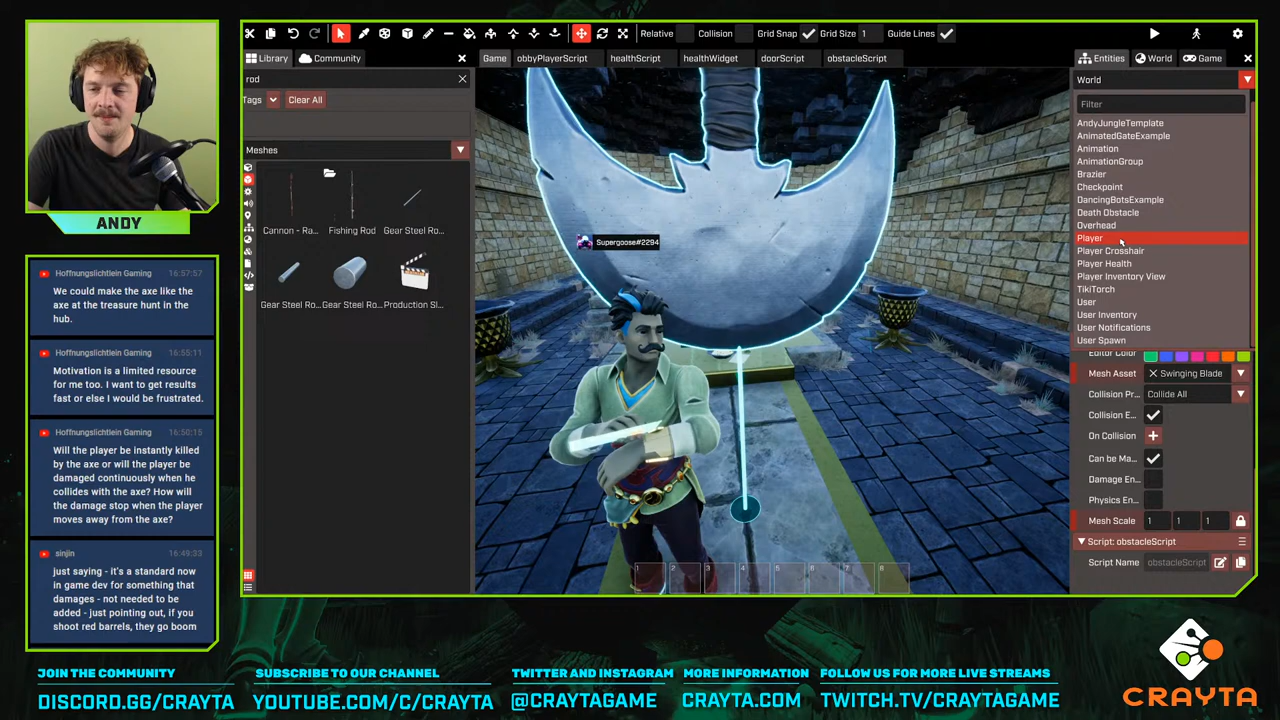 Relative
Collision
Grid Snap
Grid Size
1
Guide Lines
Library
Community
Game
obbyPlayerScript
healthScript
healthWidget
doorScript
obstacleScript
Entities
World
Game
rod
Tags
Clear All
Meshes
Cannon - Ra...
Fishing Rod
Gear Steel Ro...
Gear Steel Ro...
Gear Steel Ro...
Production Sl...
Supergoose#2294
1
2
3
4
5
6
7
8
World
Filter
AndyJungleTemplate
AnimatedGateExample
Animation
AnimationGroup
Brazier
Checkpoint
DancingBotsExample
Death Obstacle
Overhead
Player
Player Crosshair
Player Health
Player Inventory View
TikiTorch
User
User Inventory
User Notifications
User Spawn
Editor Color
Mesh Asset
Swinging Blade
Collision Pr...
Collide All
Collision E...
On Collision
Can be Ma...
Damage En...
Physics En...
Mesh Scale
1
1
1
Script: obstacleScript
Script Name
obstacleScript
ANDY
Hoffnungslichtlein Gaming
16:57:57
We could make the axe like the
axe at the treasure hunt in the
hub.
Hoffnungslichtlein Gaming
16:55:11
Motivation is a limited resource
for me too. I want to get results
fast or else I would be frustrated.
Hoffnungslichtlein Gaming
16:50:15
Will the player be instantly killed
by the axe or will the player be
damaged continuously when he
collides with the axe? How will
the damage stop when the player
moves away from the axe?
sinjin
16:49:33
just saying - it's a standard now
in game dev for something that
damages - not needed to be
added - just pointing out, if you
shoot red barrels, they go boom
JOIN THE COMMUNITY
DISCORD.GG/CRAYTA
SUBSCRIBE TO OUR CHANNEL
YOUTUBE.COM/C/CRAYTA
TWITTER AND INSTAGRAM
@CRAYTAGAME
MORE INFORMATION
CRAYTA.COM
FOLLOW US FOR MORE LIVE STREAMS
TWITCH.TV/CRAYTAGAME
CRAYTA